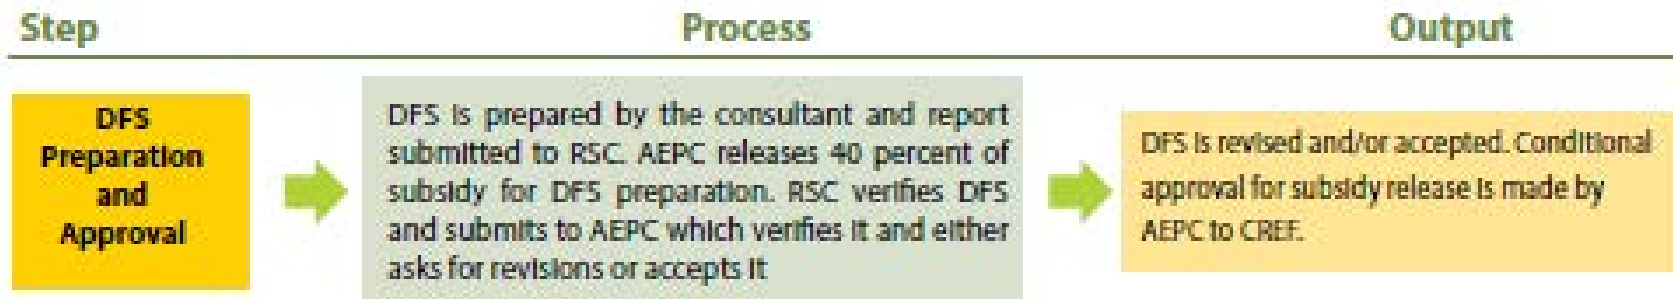 Step
Process
Output
DFS
Preparation
and
Approval
DFS is prepared by the consultant and report
submitted to RSC. AEPC releases 40 percent of
subsidy for DFS preparation. RSC verifies DFS
and submits to AEPC which verifies it and either
asks for revisions or accepts it
DFS is revised and/or accepted. Conditional
approval for subsidy release is made by
AEPC to CREF.